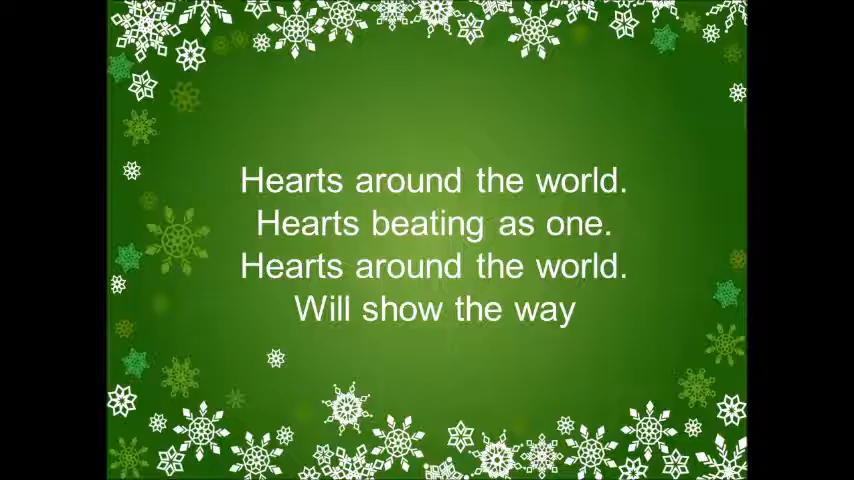 Hearts around the world.
Hearts beating as one.
Hearts around the world.
Will show the way